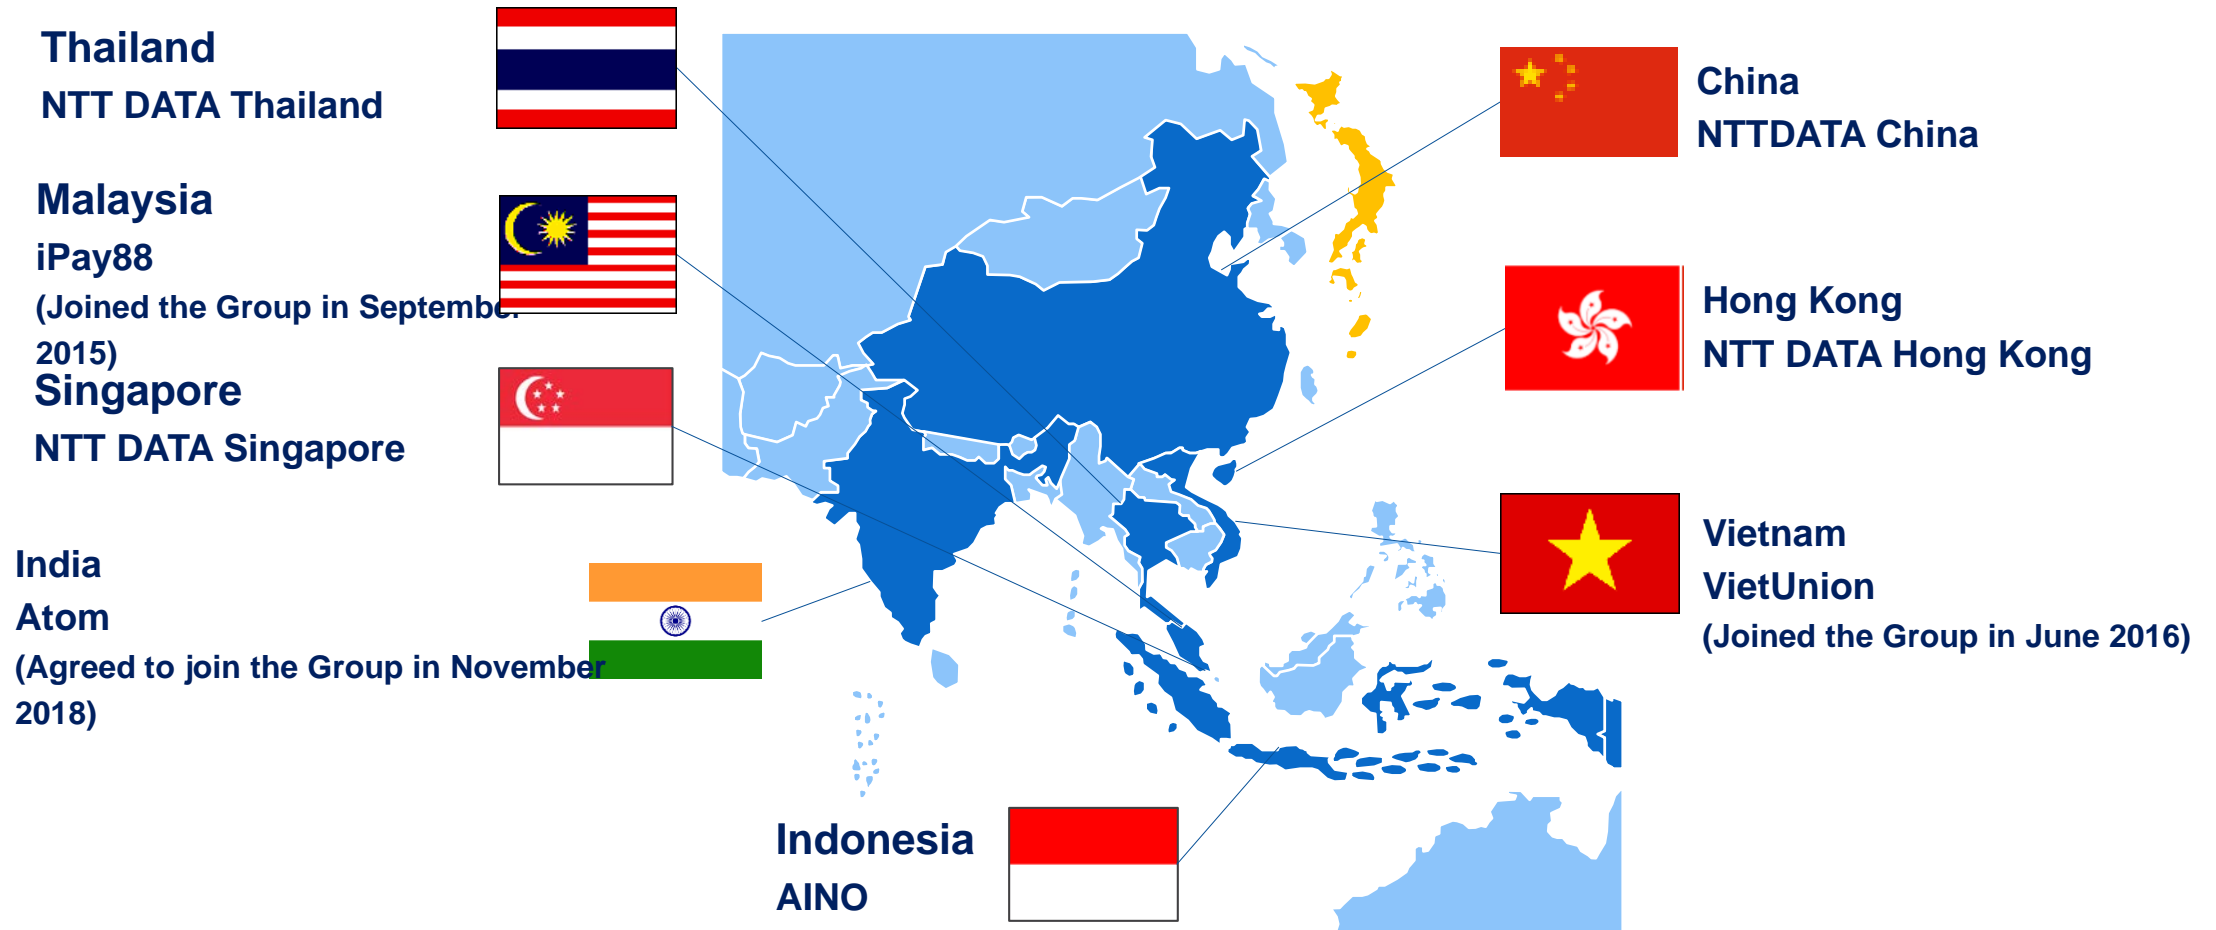 Thailand
NTT DATA Thailand
Malaysia
iPay88
(Joined the Group in September
2015)
Singapore
NTT DATA Singapore
India
Atom
(Agreed to join the Group in November
2018)
Indonesia
AINO
China
NTTDATA China
Hong Kong
NTT DATA Hong Kong
Vietnam
VietUnion
(Joined the Group in June 2016)